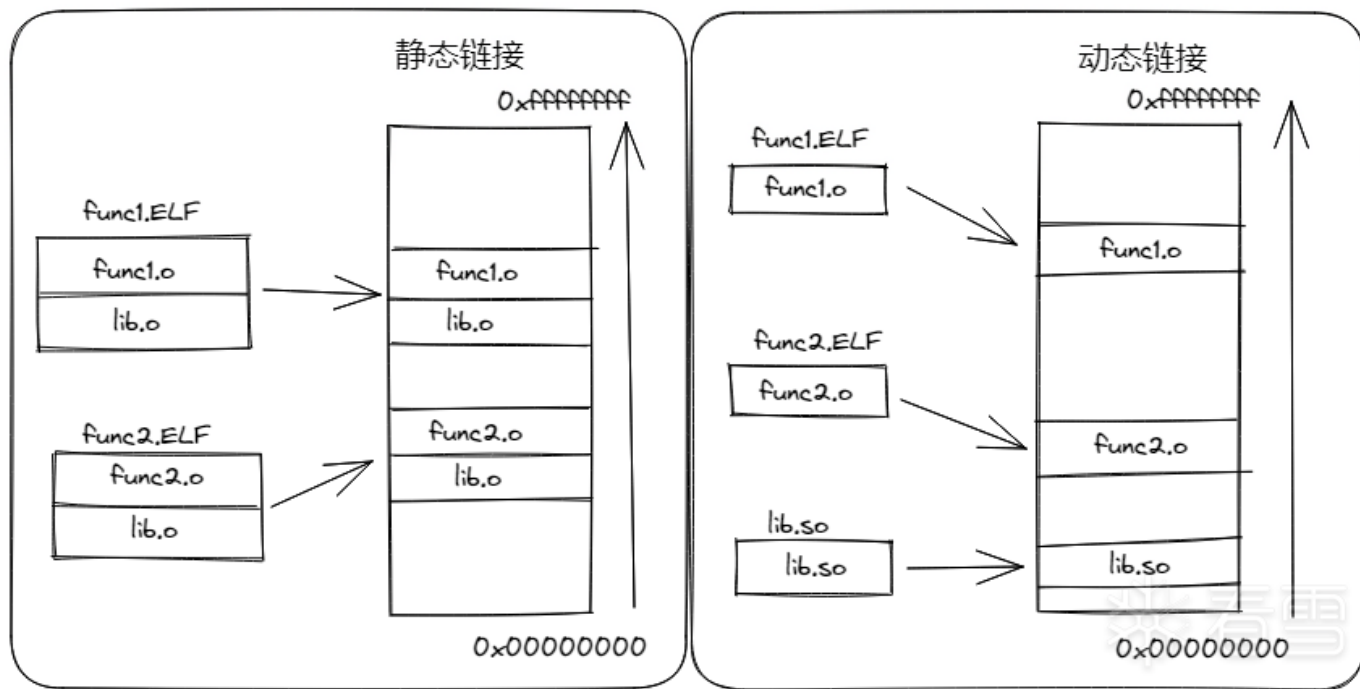 静态链接
0xffffffff
func1.ELF
func1.o
lib.o
func1.o
lib.o
func2.ELF
func2.o
lib.o
func2.o
lib.o
0x00000000
动态链接
0xffffffff
func1.ELF
func1.o
func1.o
func2.ELF
func2.o
func2.o
lib.so
lib.so
lib.so
0x00000000
看雪